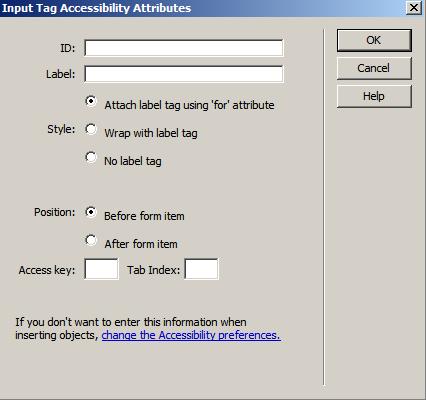 Input Tag Accessibility Attributes
ID:
OK
Label:
Cancel
Attach label tag using 'for' attribute
Help
Style:
Wrap with label tag
No label tag
Position:
Before form item
After form item
Access key:
Tab Index:
If you don't want to enter this information when
inserting objects, change the Accessibility preferences.